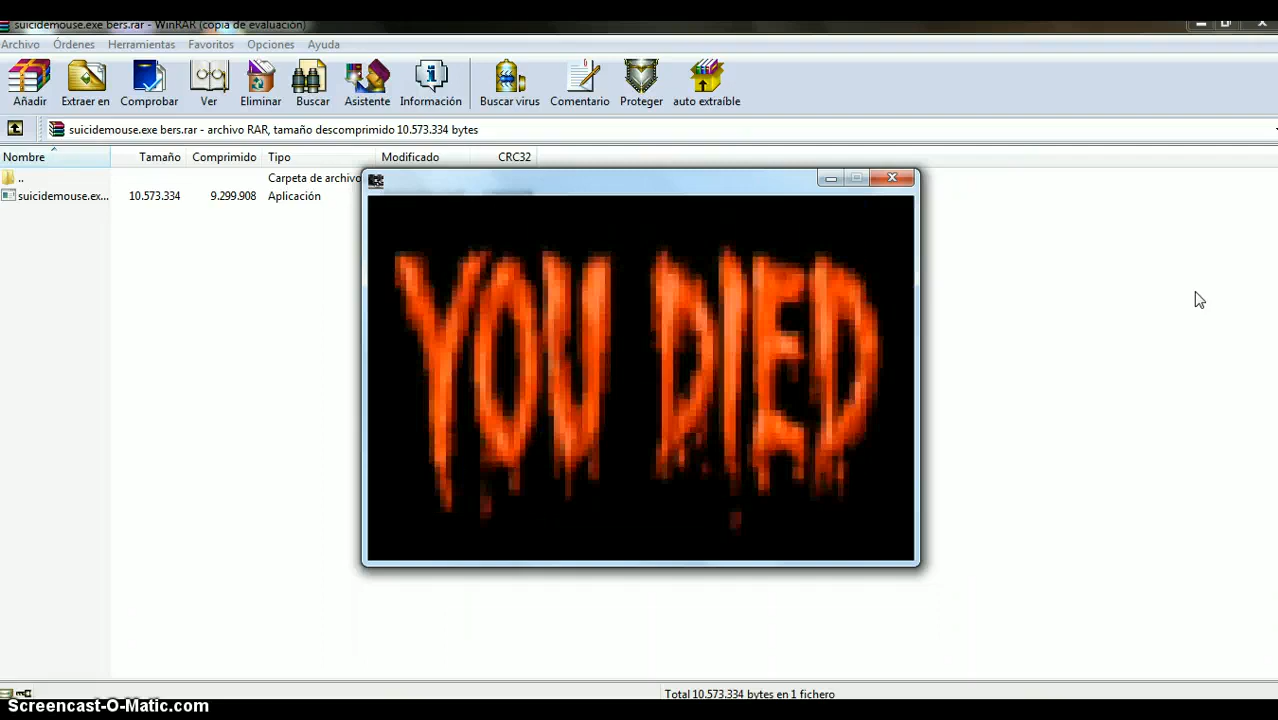 suicidemouse.exe bers.rar - WinRAR (copia de evaluación)
Archivo Órdenes Herramientas Favoritos Opciones Ayuda
Añadir Extraer en Comprobar Ver Eliminar Buscar Asistente Información Buscar virus Comentario Proteger auto extraíble
suicidemouse.exe bers.rar - archivo RAR, tamaño descomprimido 10.573.334 bytes
Nombre Tamaño Comprimido Tipo Modificado CRC32
.. Carpeta de archivo
suicidemouse.ex... 10.573.334 9.299.908 Aplicación
YOU DIED
Total 10.573.334 bytes en 1 fichero
Screencast-O-Matic.com